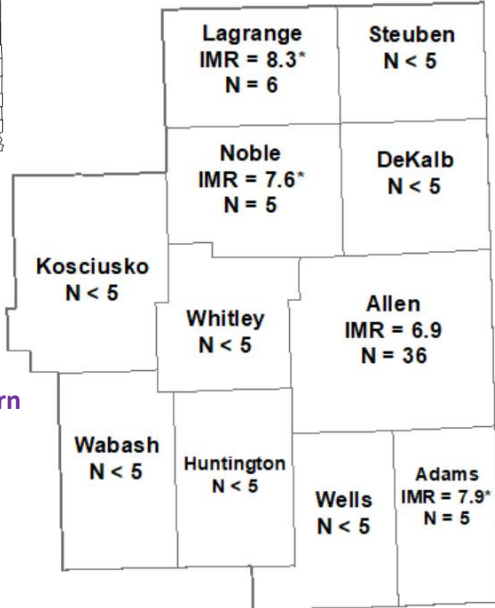 Lagrange
IMR = 8.3*
N = 6
Steuben
N < 5
Noble
IMR = 7.6*
N = 5
DeKalb
N < 5
Kosciusko
N < 5
Whitley
N < 5
Allen
IMR = 6.9
N = 36
rn
Wabash
N < 5
Huntington
N < 5
Wells
N < 5
Adams
IMR = 7.9*
N = 5